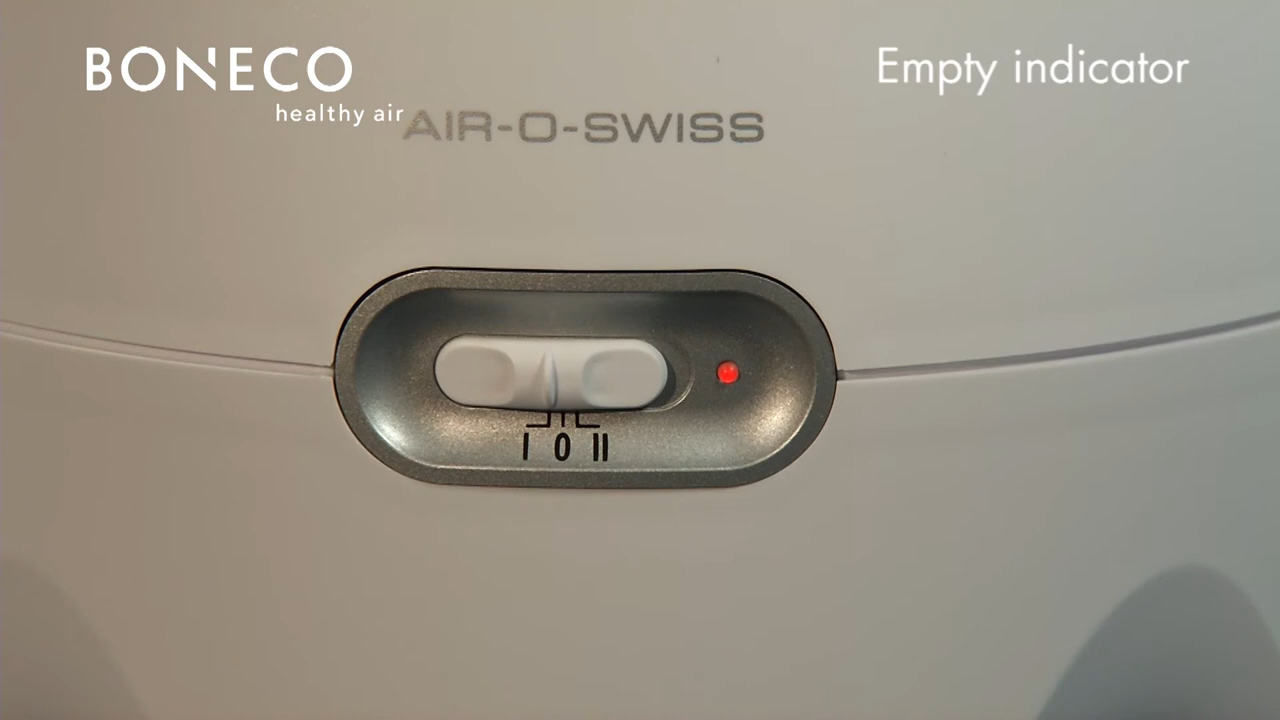 BONECO
healthy air
Empty indicator
AIR-O-SWISS
I 0 II